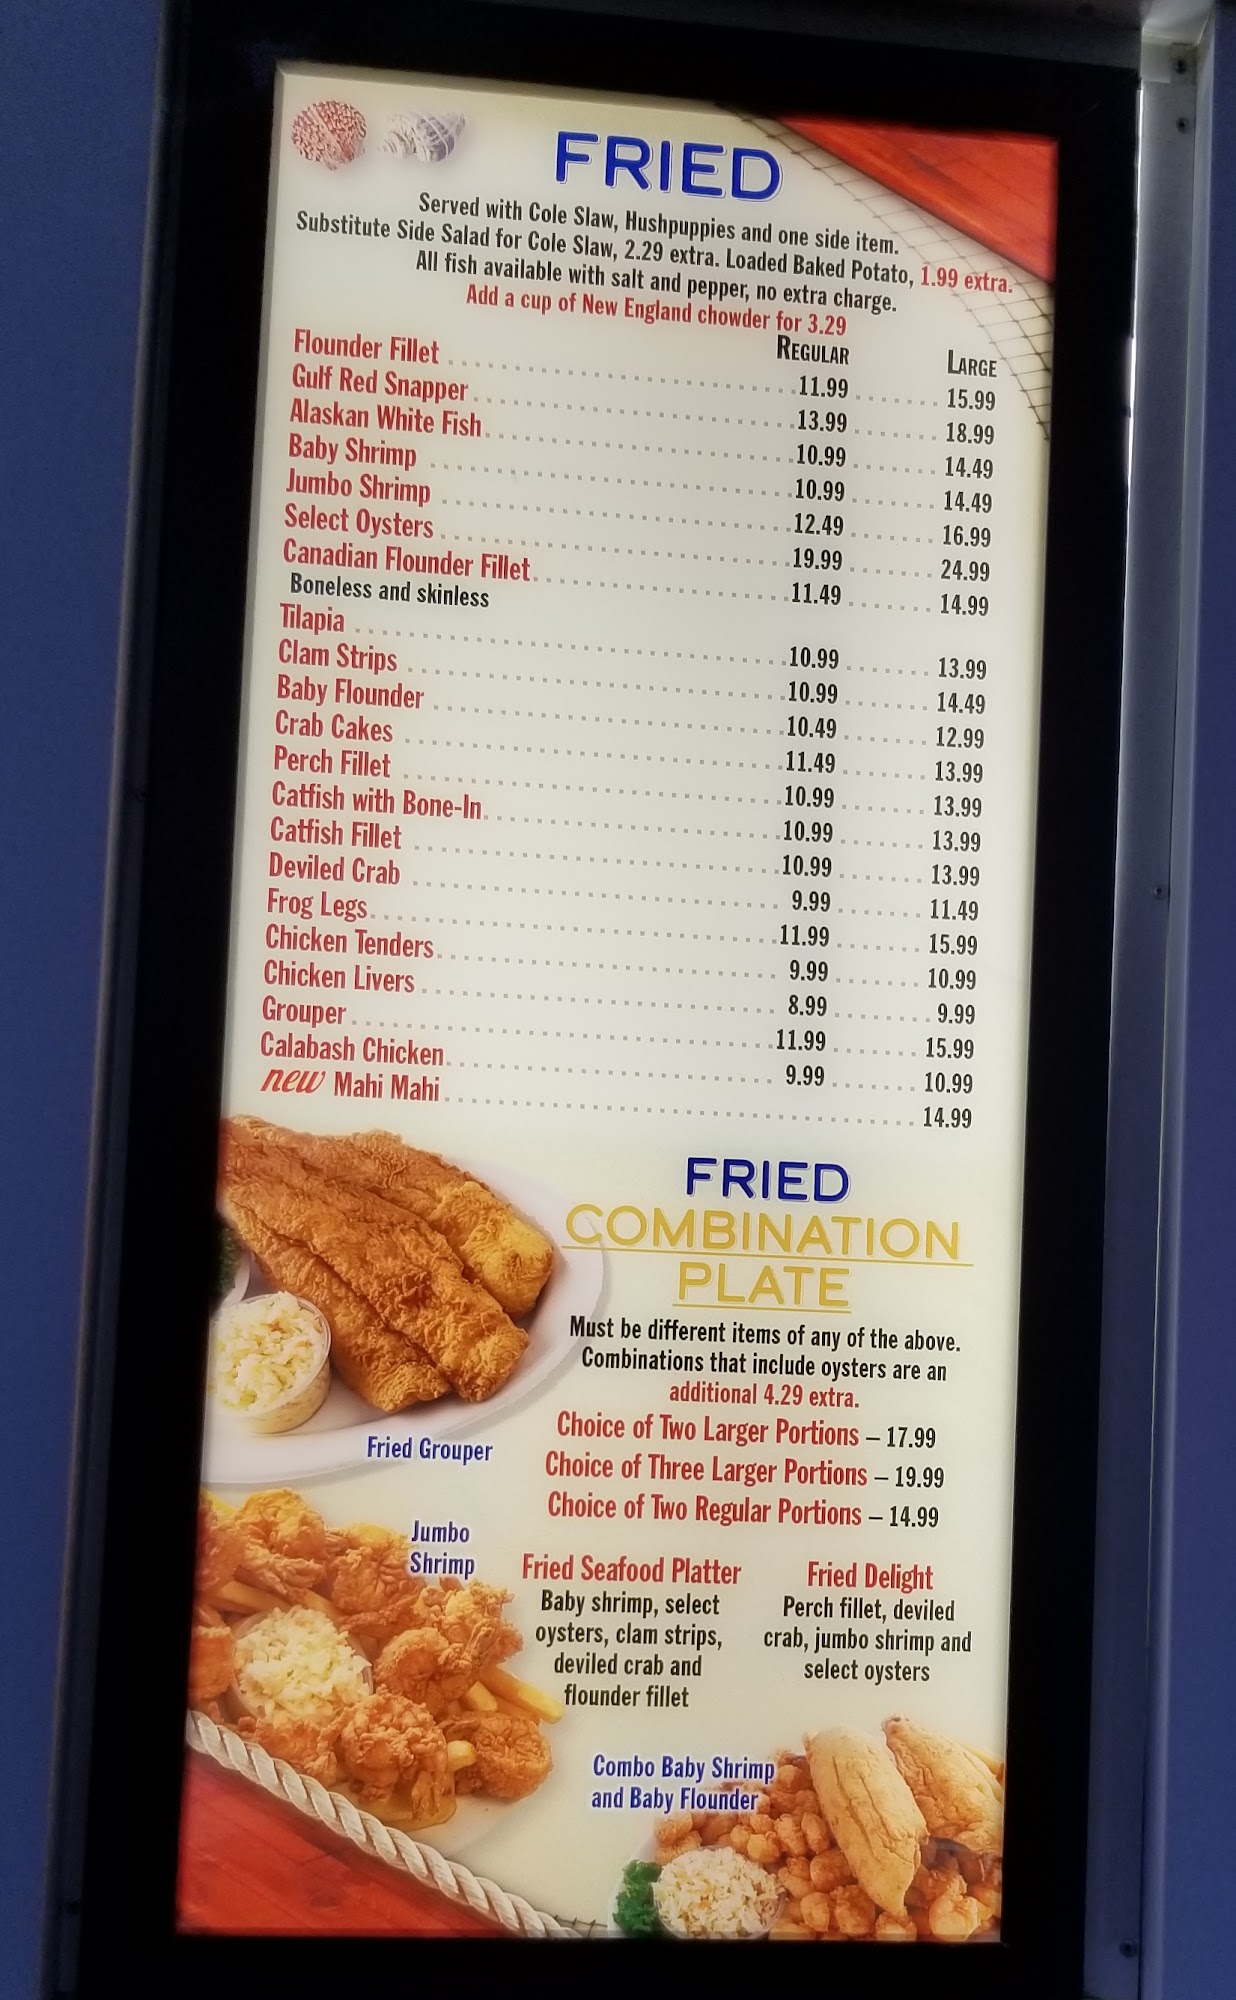 FRIED
Served with Cole Slaw, Hushpuppies and one side item.
Substitute Side Salad for Cole Slaw, 2.29 extra. Loaded Baked Potato, 1.99 extra.
All fish available with salt and pepper, no extra charge.
Add a cup of New England chowder for 3.29
REGULAR LARGE
Flounder Fillet 11.99 15.99
Gulf Red Snapper 13.99 18.99
Alaskan White Fish 10.99 14.49
Baby Shrimp 10.99 14.49
Jumbo Shrimp 12.49 16.99
Select Oysters 19.99 24.99
Canadian Flounder Fillet 11.49 14.99
Boneless and skinless
Tilapia 10.99 13.99
Clam Strips 10.99 14.49
Baby Flounder 10.49 12.99
Crab Cakes 11.49 13.99
Perch Fillet 10.99 13.99
Catfish with Bone-In 10.99 13.99
Catfish Fillet 10.99 13.99
Deviled Crab 9.99 11.49
Frog Legs 11.99 15.99
Chicken Tenders 9.99 10.99
Chicken Livers 8.99 9.99
Grouper 11.99 15.99
Calabash Chicken 9.99 10.99
new Mahi Mahi 14.99
FRIED
COMBINATION
PLATE
Must be different items of any of the above.
Combinations that include oysters are an
additional 4.29 extra.
Choice of Two Larger Portions – 17.99
Choice of Three Larger Portions – 19.99
Choice of Two Regular Portions – 14.99
Fried Grouper
Jumbo
Shrimp
Fried Seafood Platter
Baby shrimp, select
oysters, clam strips,
deviled crab and
flounder fillet
Fried Delight
Perch fillet, deviled
crab, jumbo shrimp and
select oysters
Combo Baby Shrimp
and Baby Flounder